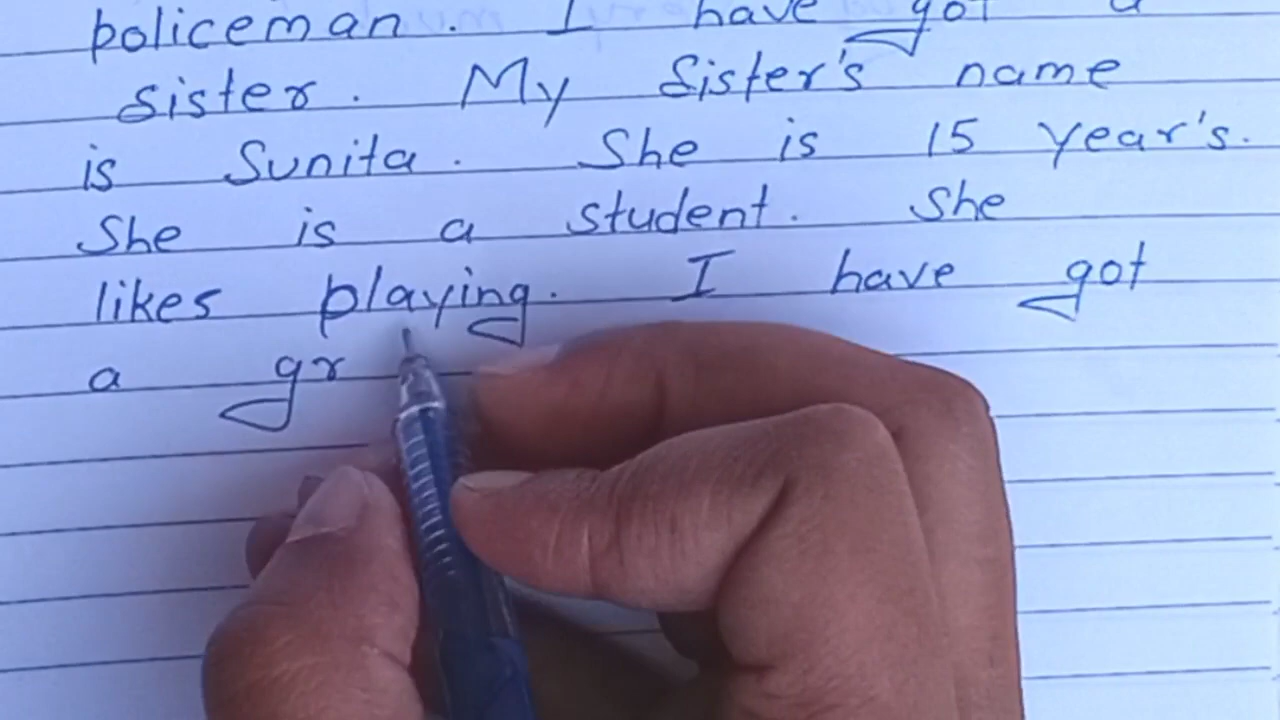 policeman. I have got a
sister. My Sister's name
is Sunita. She is 15 year's.
She is a student. She
likes playing. I have got
a gr